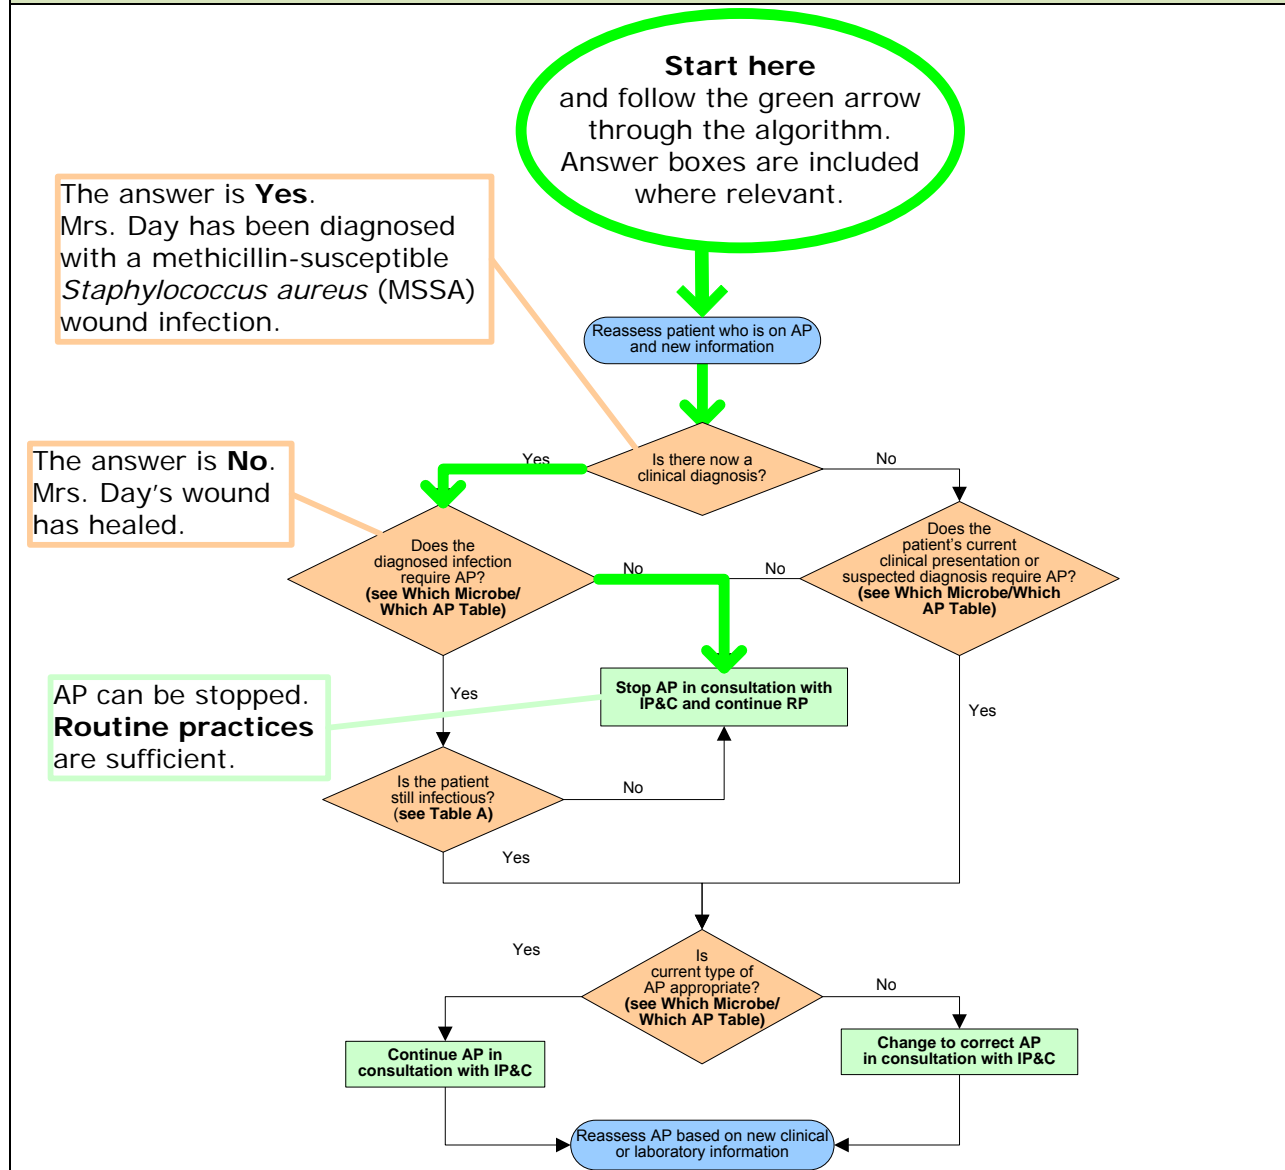 Start here
and follow the green arrow
through the algorithm.
Answer boxes are included
where relevant.
The answer is Yes.
Mrs. Day has been diagnosed
with a methicillin-susceptible
Staphylococcus aureus (MSSA)
wound infection.
Reassess patient who is on AP
and new information
Is there now a
clinical diagnosis?
Yes
No
The answer is No.
Mrs. Day's wound
has healed.
Does the
diagnosed infection
require AP?
(see Which Microbe/
Which AP Table)
No
No
Does the
patient's current
clinical presentation or
suspected diagnosis require AP?
(see Which Microbe/Which
AP Table)
AP can be stopped.
Routine practices
are sufficient.
Yes
Stop AP in consultation with
IP&C and continue RP
Yes
Is the patient
still infectious?
(see Table A)
No
Yes
Yes
Is
current type of
AP appropriate?
(see Which Microbe/
Which AP Table)
No
Continue AP in
consultation with IP&C
Change to correct AP
in consultation with IP&C
Reassess AP based on new clinical
or laboratory information